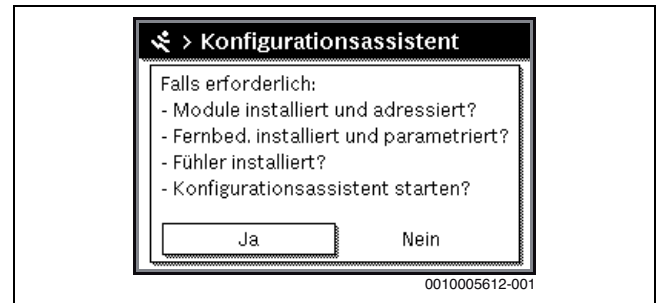 > Konfigurationsassistent
Falls erforderlich:
- Module installiert und adressiert?
- Fernbed. installiert und parametriert?
- Fühler installiert?
- Konfigurationsassistent starten?
Ja Nein
0010005612-001